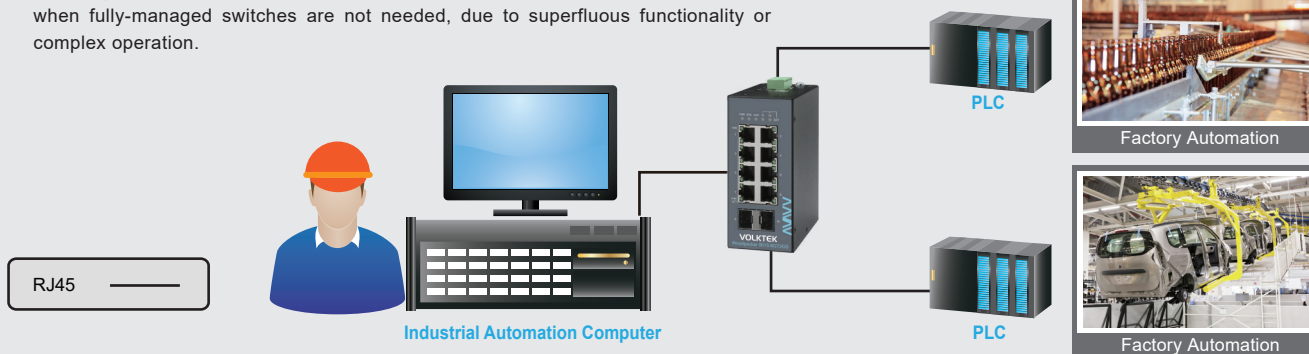 when fully-managed switches are not needed, due to superfluous functionality or
complex operation.
PLC
Factory Automation
VOLKTEK
RJ45
Industrial Automation Computer
PLC
Factory Automation